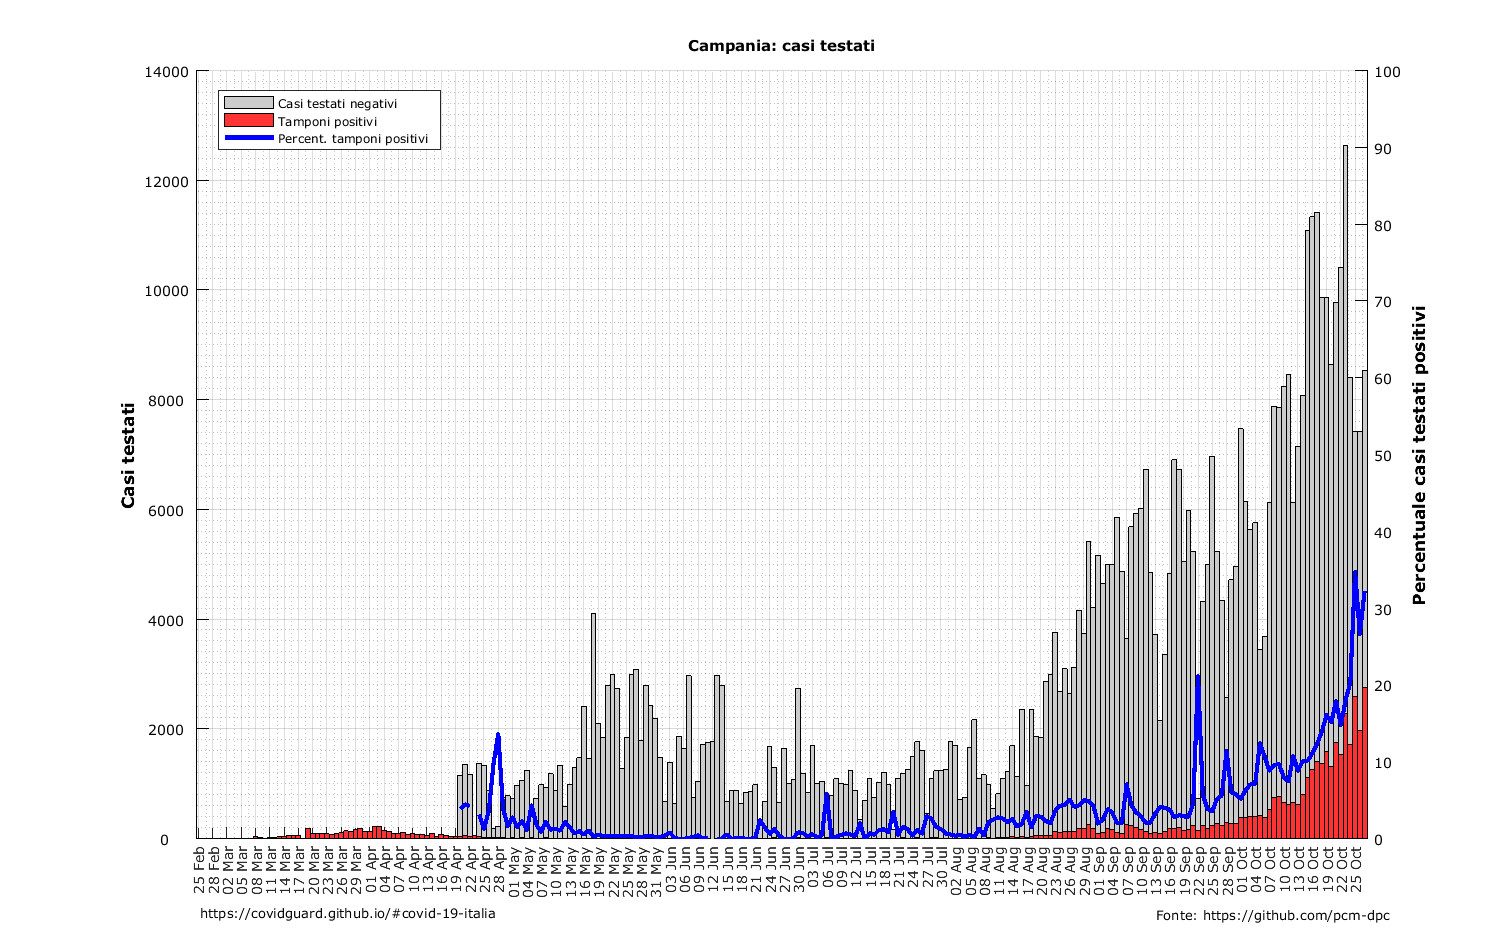 Campania: casi testati
Casi testati negativi
Tamponi positivi
Percent. tamponi positivi
14000
12000
10000
8000
6000
4000
2000
0
Casi testati
100
90
80
70
60
50
40
30
20
10
0
Percentuale casi testati positivi
25 Feb
28 Feb
02 Mar
05 Mar
08 Mar
11 Mar
14 Mar
17 Mar
20 Mar
23 Mar
26 Mar
29 Mar
01 Apr
04 Apr
07 Apr
10 Apr
13 Apr
16 Apr
19 Apr
22 Apr
25 Apr
28 Apr
01 May
04 May
07 May
10 May
13 May
16 May
19 May
22 May
25 May
28 May
31 May
03 Jun
06 Jun
09 Jun
12 Jun
15 Jun
18 Jun
21 Jun
24 Jun
27 Jun
30 Jun
03 Jul
06 Jul
09 Jul
12 Jul
15 Jul
18 Jul
21 Jul
24 Jul
27 Jul
30 Jul
02 Aug
05 Aug
08 Aug
11 Aug
14 Aug
17 Aug
20 Aug
23 Aug
26 Aug
29 Aug
01 Sep
04 Sep
07 Sep
10 Sep
13 Sep
16 Sep
19 Sep
22 Sep
25 Sep
28 Sep
01 Oct
04 Oct
07 Oct
10 Oct
13 Oct
16 Oct
19 Oct
22 Oct
25 Oct
https://covidguard.github.io/#covid-19-italia
Fonte: https://github.com/pcm-dpc